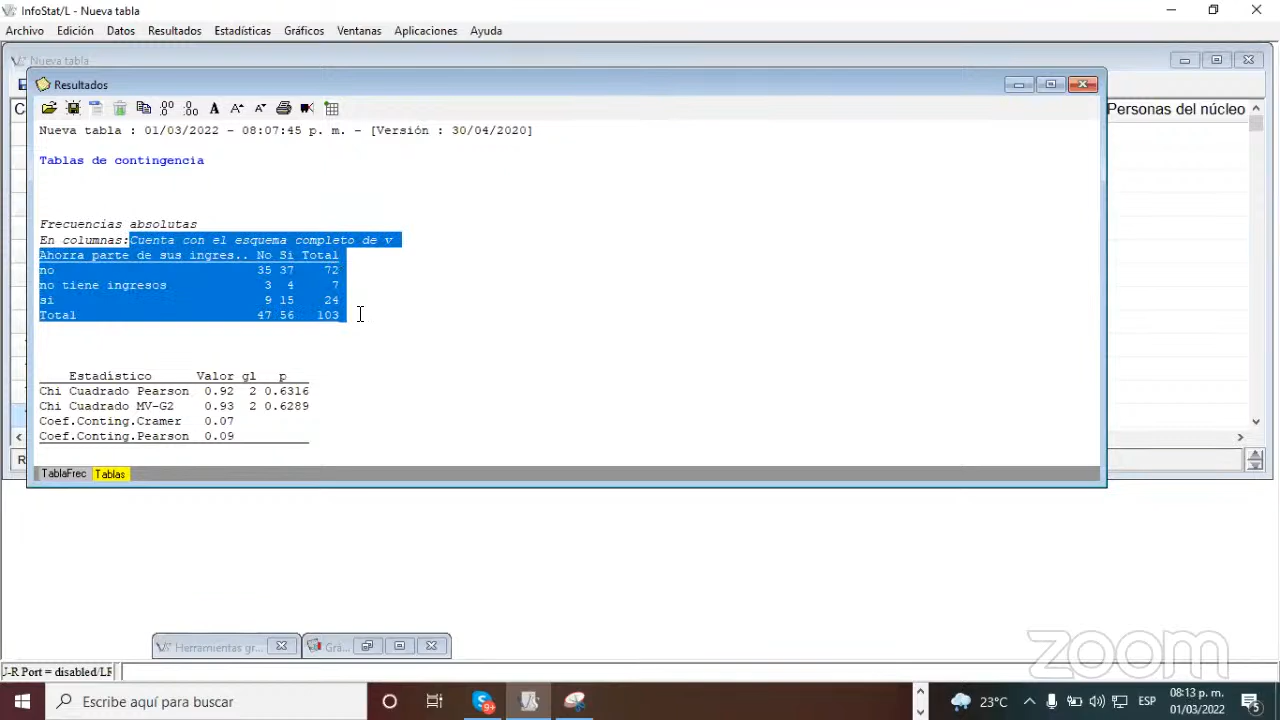 InfoStat/L - Nueva tabla
Archivo Edición Datos Resultados Estadísticas Gráficos Ventanas Aplicaciones Ayuda
Nueva tabla
Resultados
C
Personas del núcleo
Nueva tabla : 01/03/2022 - 08:07:45 p. m. - [Versión : 30/04/2020]
Tablas de contingencia
Frecuencias absolutas
En columnas:Cuenta con el esquema completo de v
Ahorra parte de sus ingres.. No Si Total
no 35 37 72
no tiene ingresos 3 4 7
si 9 15 24
Total 47 56 103
Estadístico Valor gl p
Chi Cuadrado Pearson 0.92 2 0.6316
Chi Cuadrado MV-G2 0.93 2 0.6289
Coef.Conting.Cramer 0.07
Coef.Conting.Pearson 0.09
R
TablaFrec Tablas
Herramientas gr... Grá...
zoom
J-R Port = disabled/LF
Escribe aquí para buscar
9+
23°C
ESP
08:13 p. m.
01/03/2022
5